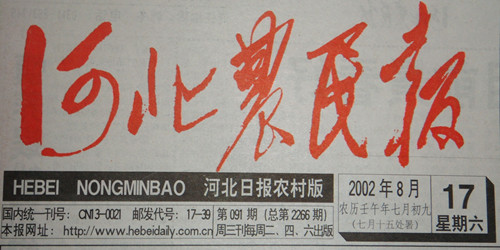 河北農民報
HEBEI NONGMINBAO 河北日报农村版
国内统一刊号：CN13-0021 邮发代号：17-39 第091期（总第2266期）
本报网址：http://www.hebeidaily.com.cn 周三刊每周二、四、六出版
2002年8月
农历壬午年七月初九
（七月十五处暑）
17
星期六